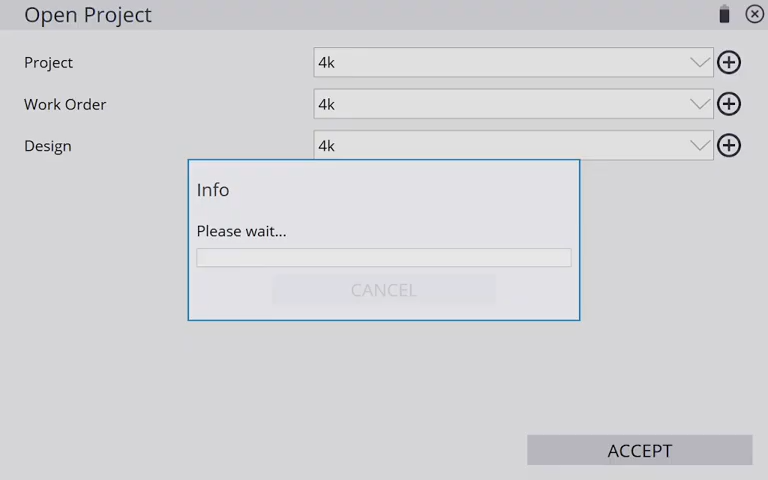 Open Project
Project
4k
Work Order
4k
Design
4k
Info
Please wait...
CANCEL
ACCEPT